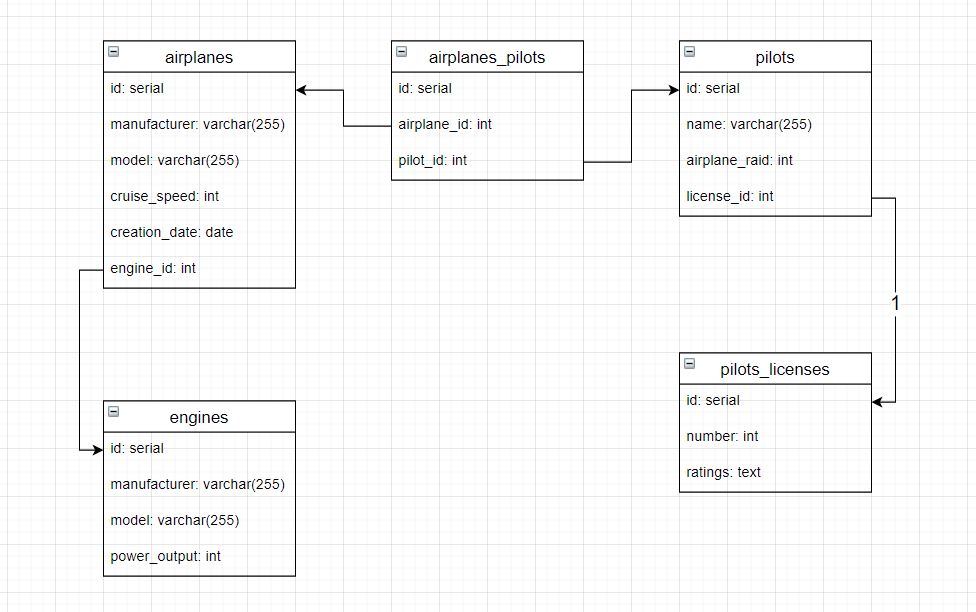 airplanes
id: serial
manufacturer: varchar(255)
model: varchar(255)
cruise_speed: int
creation_date: date
engine_id: int
airplanes_pilots
id: serial
airplane_id: int
pilot_id: int
pilots
id: serial
name: varchar(255)
airplane_raid: int
license_id: int
1
engines
id: serial
manufacturer: varchar(255)
model: varchar(255)
power_output: int
pilots_licenses
id: serial
number: int
ratings: text